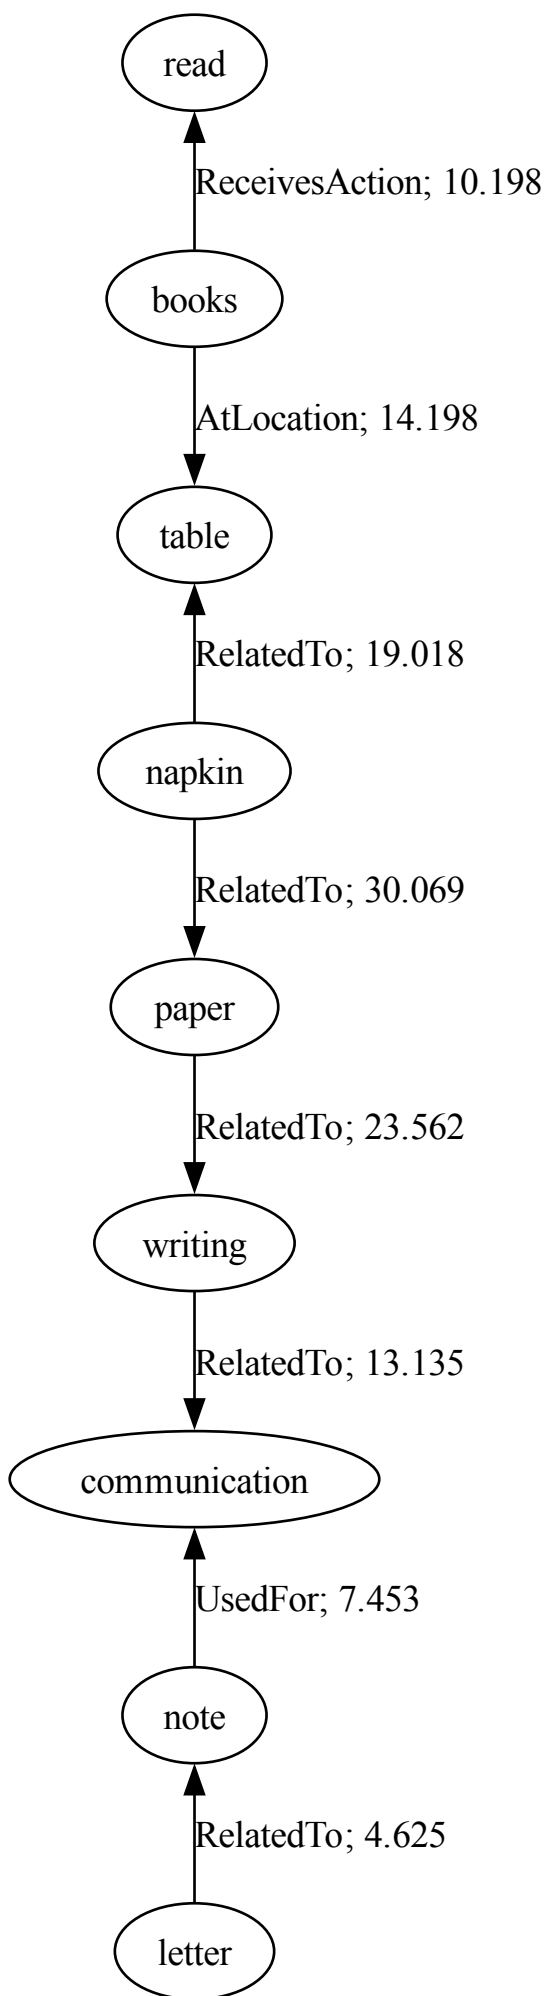 read
ReceivesAction; 10.198
books
AtLocation; 14.198
table
RelatedTo; 19.018
napkin
RelatedTo; 30.069
paper
RelatedTo; 23.562
writing
RelatedTo; 13.135
communication
UsedFor; 7.453
note
RelatedTo; 4.625
letter